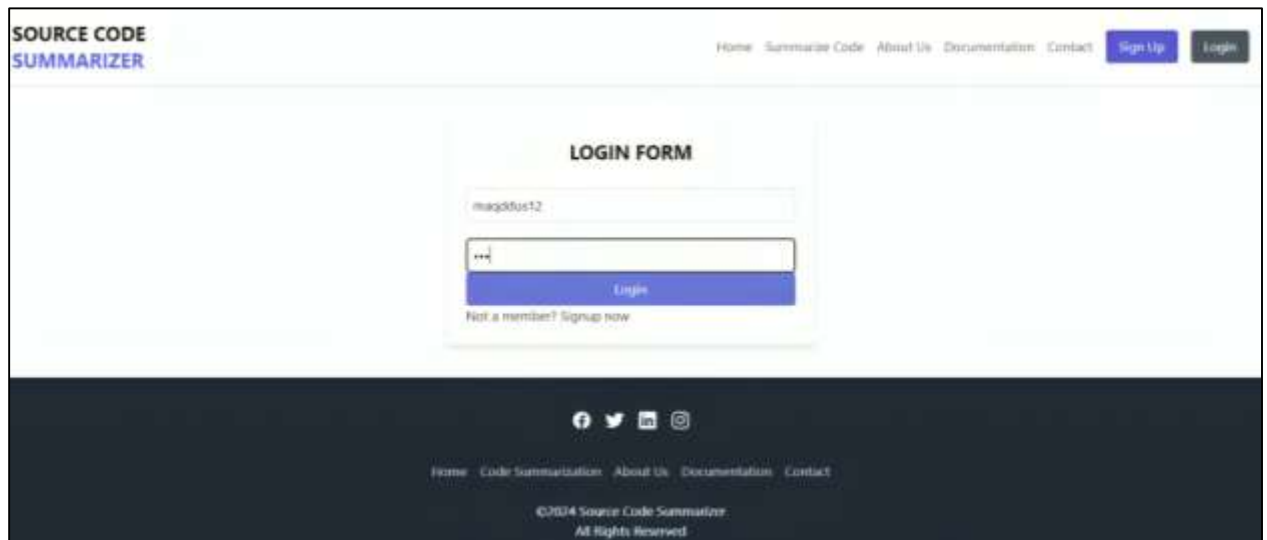 SOURCE CODE
SUMMARIZER
Home Summarize Code About Us Documentation Contact Sign Up Login
LOGIN FORM
maqddus12
•••
Login
Not a member? Signup now
Home Code Summarization About Us Documentation Contact
©2024 Source Code Summarizer
All Rights Reserved